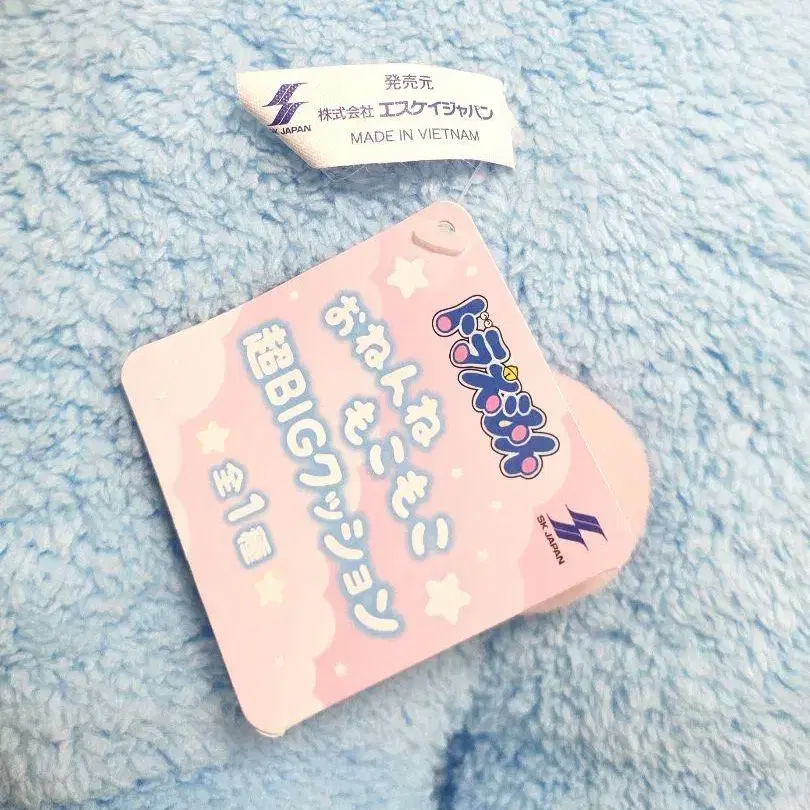 発売元
SK JAPAN
株式会社 エスケイジャパン
MADE IN VIETNAM
ドラえもん
おねんね
もこもこ
超BIGクッション
全1種
SK JAPAN